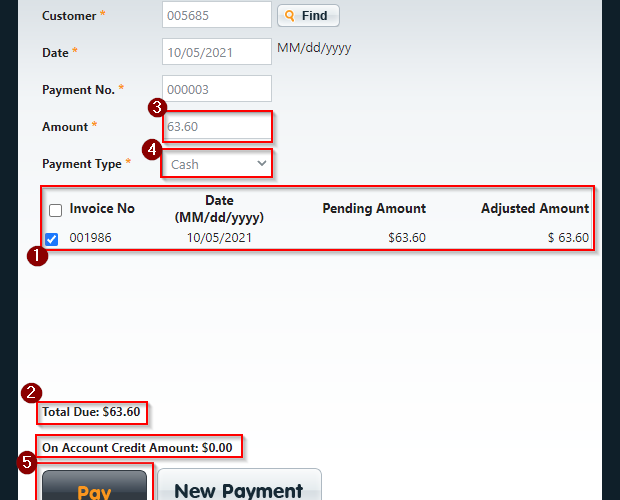 Customer * 005685 Find
Date * 10/05/2021 MM/dd/yyyy
Payment No. * 000003
3
Amount * 63.60
4
Payment Type * Cash
Invoice No Date (MM/dd/yyyy) Pending Amount Adjusted Amount
001986 10/05/2021 $63.60 $ 63.60
1
2
Total Due: $63.60
On Account Credit Amount: $0.00
5
Pay New Payment